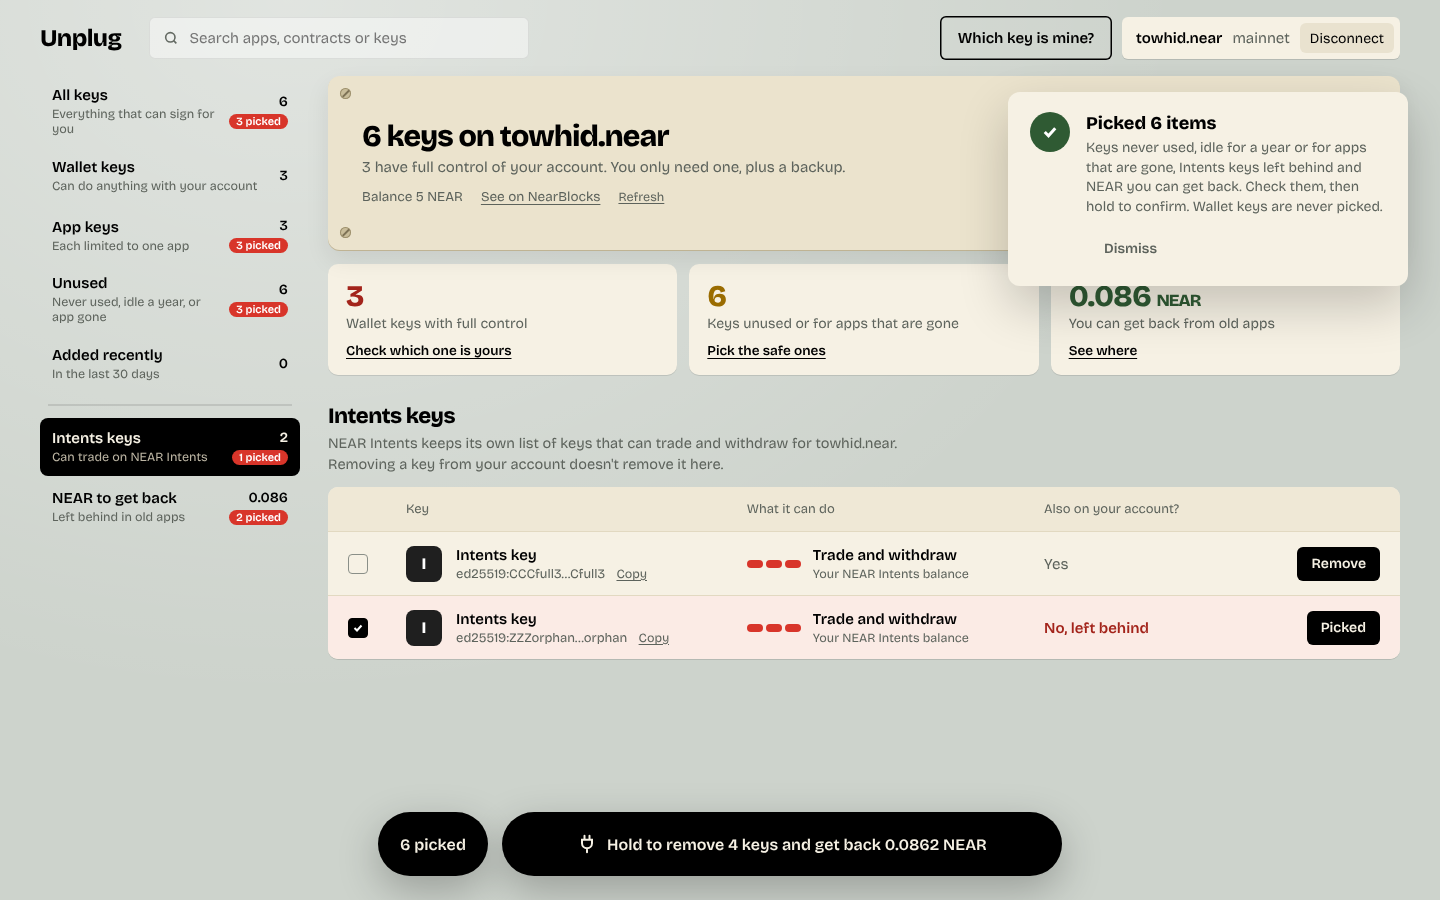 Unplug
Search apps, contracts or keys
Which key is mine?
towhid.near mainnet Disconnect
All keys
Everything that can sign for
you
6
3 picked
Wallet keys
Can do anything with your account
3
App keys
Each limited to one app
3
3 picked
Unused
Never used, idle a year, or
app gone
6
3 picked
Added recently
In the last 30 days
0
Intents keys
Can trade on NEAR Intents
2
1 picked
NEAR to get back
Left behind in old apps
0.086
2 picked
6 keys on towhid.near
3 have full control of your account. You only need one, plus a backup.
Balance 5 NEAR See on NearBlocks Refresh
Picked 6 items
Keys never used, idle for a year or for apps
that are gone, Intents keys left behind and
NEAR you can get back. Check them, then
hold to confirm. Wallet keys are never picked.
Dismiss
3
Wallet keys with full control
Check which one is yours
6
Keys unused or for apps that are gone
Pick the safe ones
0.086 NEAR
You can get back from old apps
See where
Intents keys
NEAR Intents keeps its own list of keys that can trade and withdraw for towhid.near.
Removing a key from your account doesn't remove it here.
Key What it can do Also on your account?
I
Intents key
ed25519:CCCfull3...Cfull3 Copy
Trade and withdraw
Your NEAR Intents balance
Yes
Remove
I
Intents key
ed25519:ZZZorphan...orphan Copy
Trade and withdraw
Your NEAR Intents balance
No, left behind
Picked
6 picked
Hold to remove 4 keys and get back 0.0862 NEAR